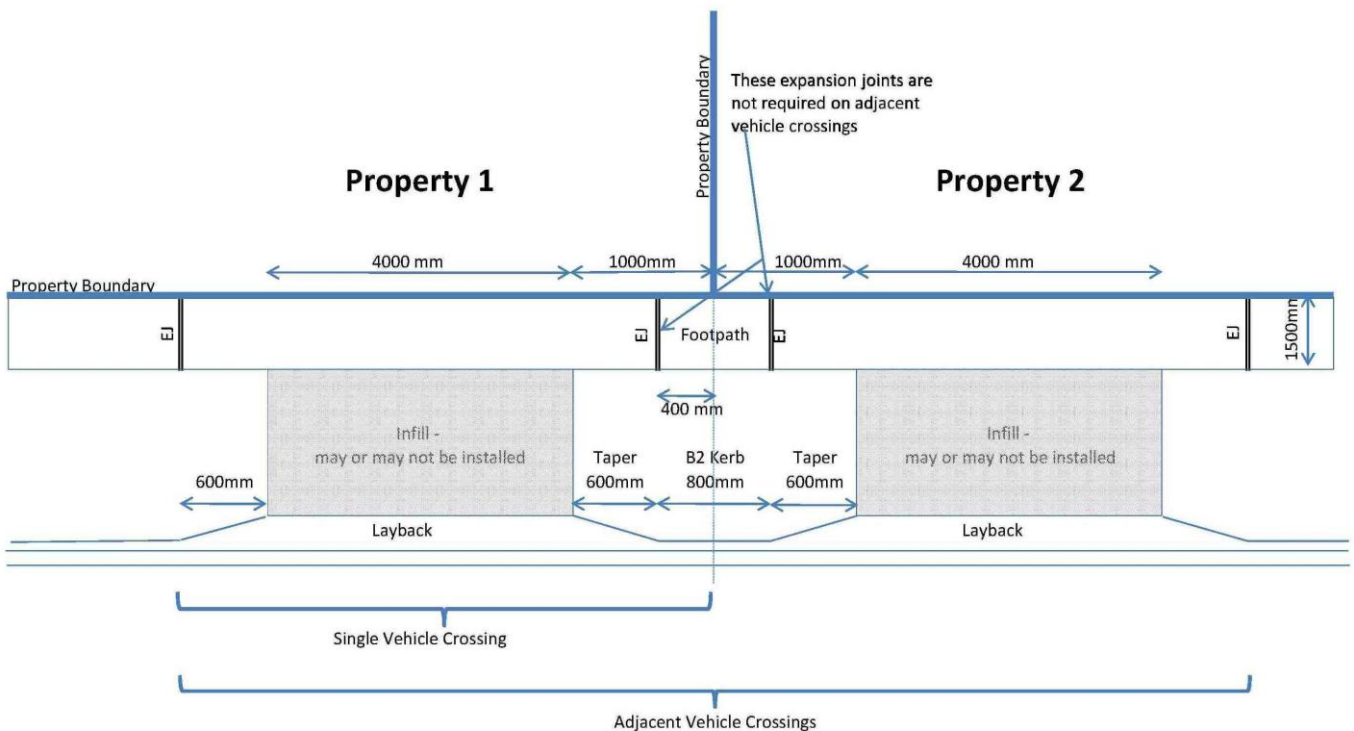 These expansion joints are
not required on adjacent
vehicle crossings
Property Boundary
Property 1
Property 2
4000 mm
1000mm
1000mm
4000 mm
Property Boundary
EJ
EJ
Footpath
EJ
EJ
1500mm
400 mm
Infill -
may or may not be installed
Infill -
may or may not be installed
600mm
Taper
600mm
B2 Kerb
800mm
Taper
600mm
Layback
Layback
Single Vehicle Crossing
Adjacent Vehicle Crossings